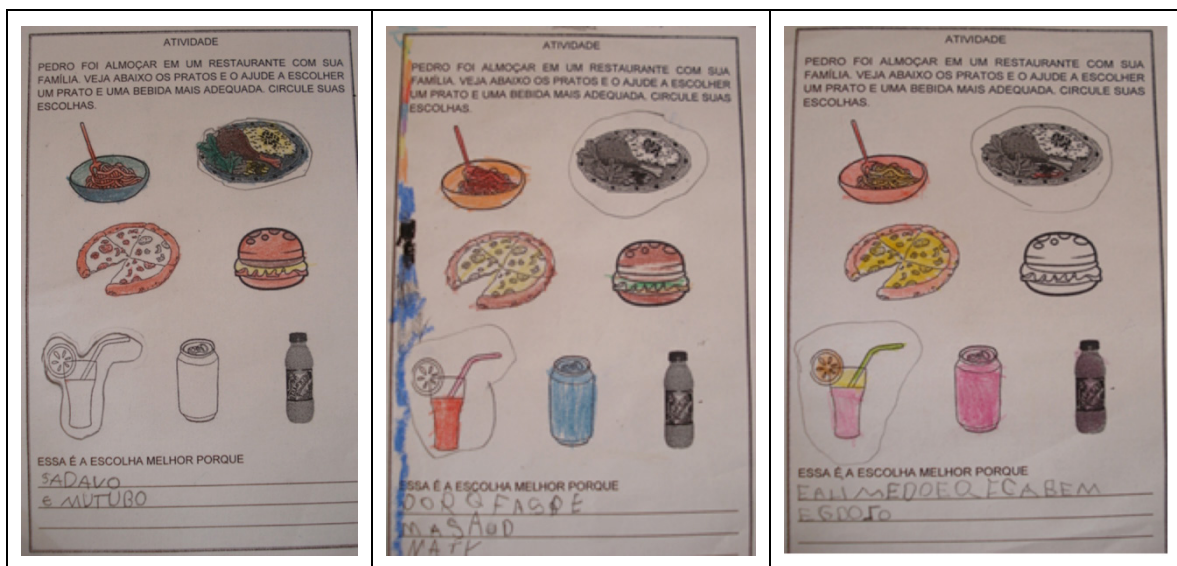 ATIVIDADE
PEDRO FOI ALMOÇAR EM UM RESTAURANTE COM SUA
FAMÍLIA. VEJA ABAIXO OS PRATOS E O AJUDE A ESCOLHER
UM PRATO E UMA BEBIDA MAIS ADEQUADA. CIRCULE SUAS
ESCOLHAS.
ESSA É A ESCOLHA MELHOR PORQUE
SADAVO
E MUTUBO
ATIVIDADE
PEDRO FOI ALMOÇAR EM UM RESTAURANTE COM SUA
FAMÍLIA. VEJA ABAIXO OS PRATOS E O AJUDE A ESCOLHER
UM PRATO E UMA BEBIDA MAIS ADEQUADA. CIRCULE SUAS
ESCOLHAS.
ESSA É A ESCOLHA MELHOR PORQUE
MATV
ATIVIDADE
PEDRO FOI ALMOÇAR EM UM RESTAURANTE COM SUA
FAMÍLIA. VEJA ABAIXO OS PRATOS E O AJUDE A ESCOLHER
UM PRATO E UMA BEBIDA MAIS ADEQUADA. CIRCULE SUAS
ESCOLHAS.
ESSA É A ESCOLHA MELHOR PORQUE
EALIMEDOEQICABEM